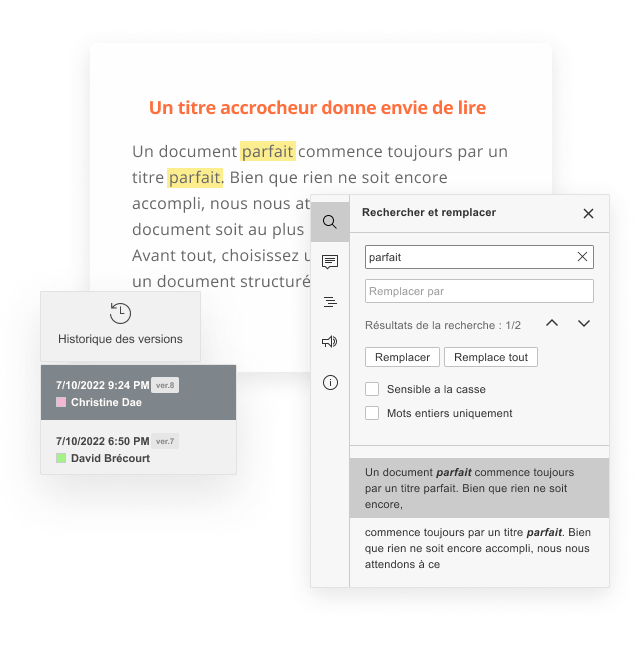 Un titre accrocheur donne envie de lire
Un document parfait commence toujours par un
titre parfait. Bien que rien ne soit encore
accompli, nous nous at
document soit au plus
Avant tout, choisissez u
un document structuré
Historique des versions
7/10/2022 9:24 PM ver.8
Christine Dae
7/10/2022 6:50 PM ver.7
David Brécourt
Rechercher et remplacer
parfait
Remplacer par
Résultats de la recherche : 1/2
Remplacer Remplace tout
Sensible a la casse
Mots entiers uniquement
Un document parfait commence toujours
par un titre parfait. Bien que rien ne soit
encore,
commence toujours par un titre parfait. Bien
que rien ne soit encore accompli, nous nous
attendons à ce